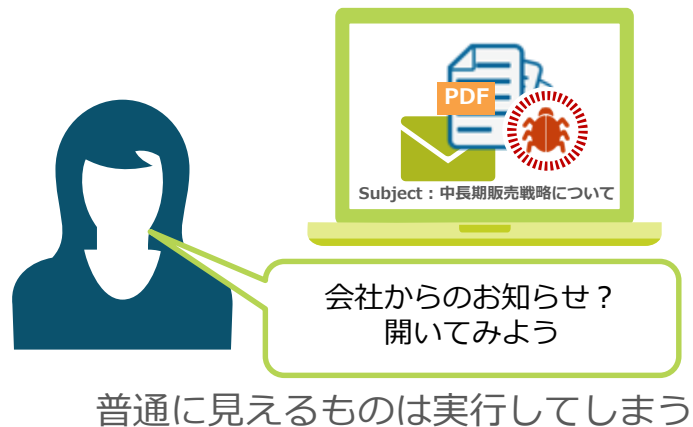 PDF
Subject : 中長期販売戦略について
会社からのお知らせ？
開いてみよう
普通に見えるものは実行してしまう